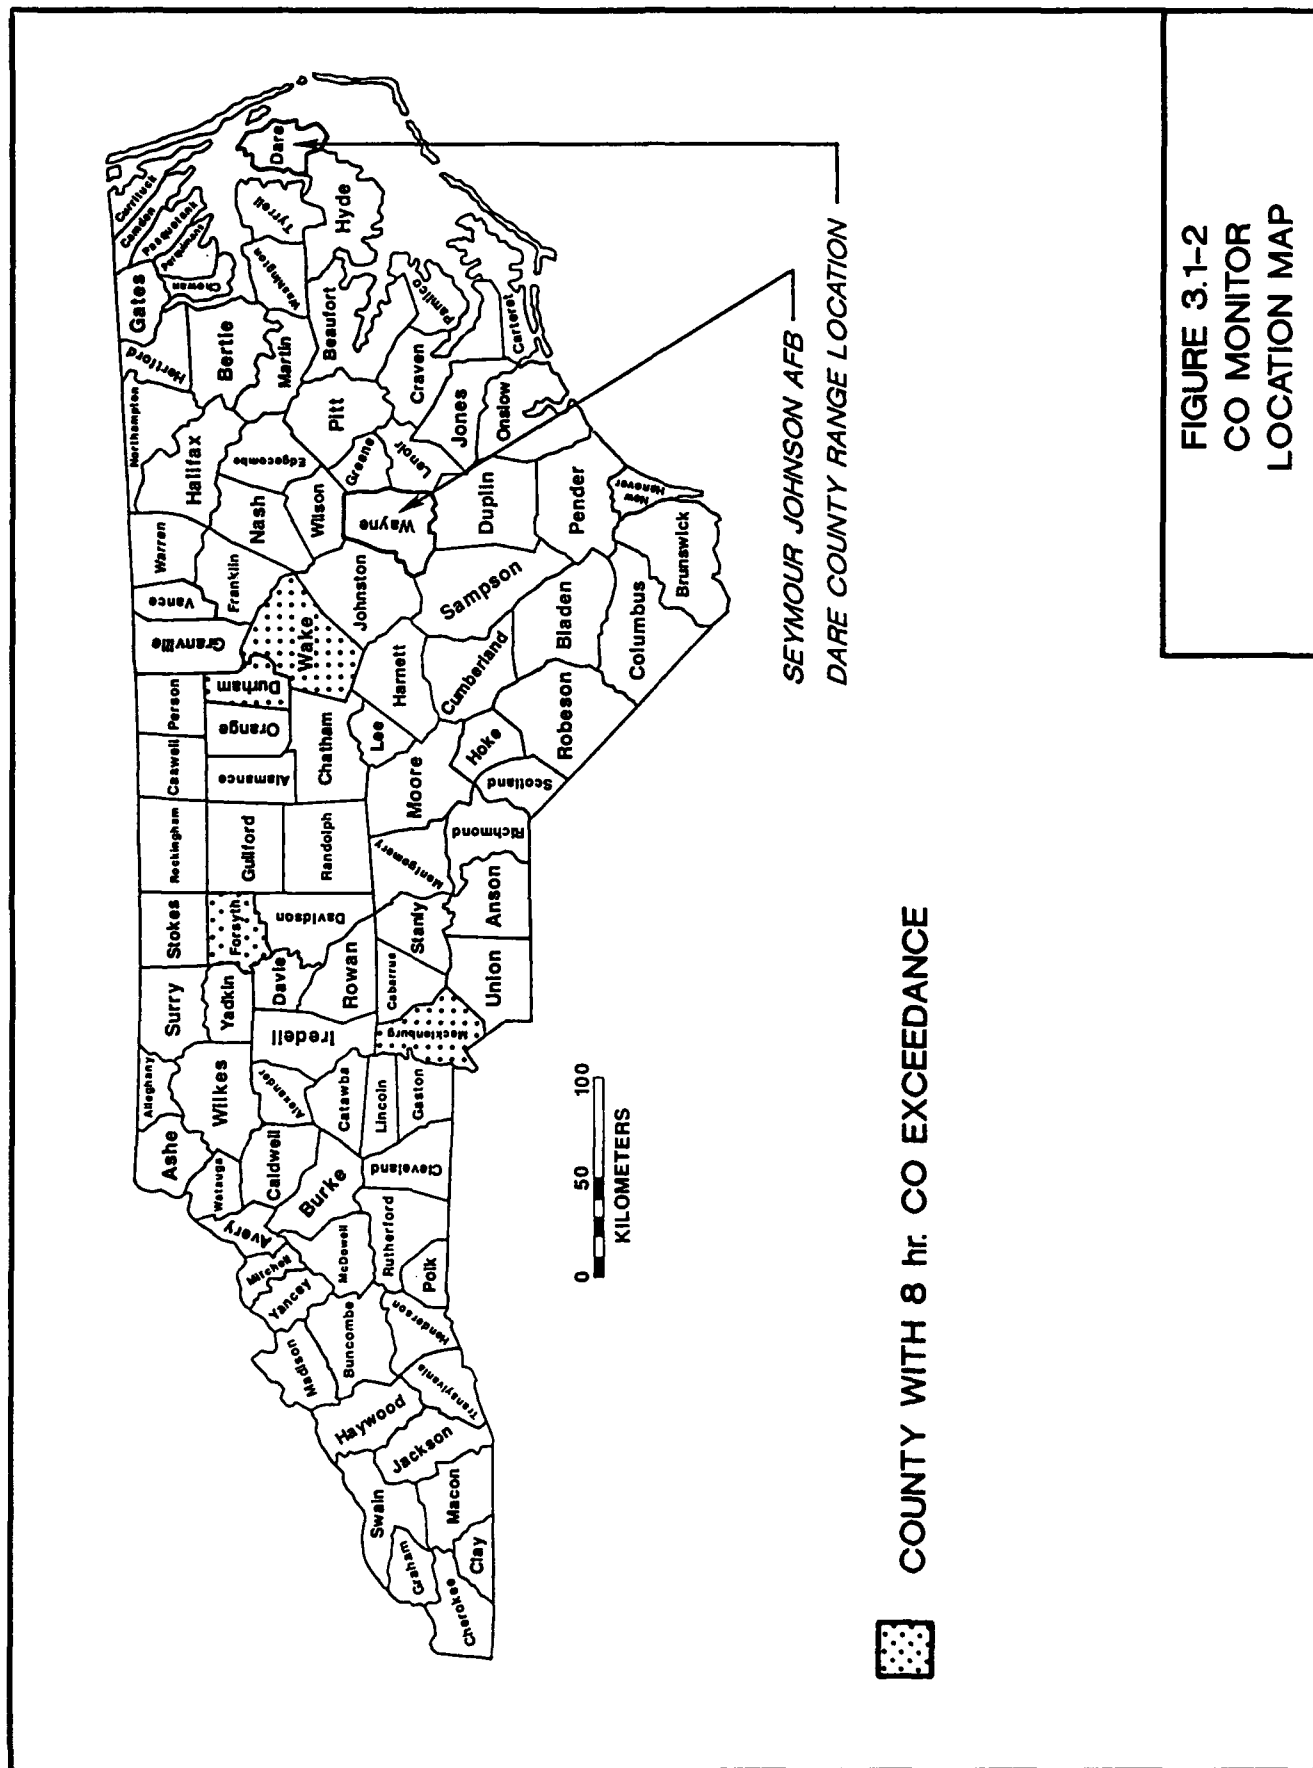 Cherokee
Graham
Clay
Swain
Macon
Jackson
Haywood
Transylvania
Madison
Buncombe
Henderson
Yancey
Mitchell
Avery
McDowell
Rutherford
Polk
Watauga
Ashe
Alleghany
Wilkes
Caldwell
Burke
Cleveland
Alexander
Catawba
Lincoln
Gaston
Surry
Yadkin
Iredell
Davie
Rowan
Cabarrus
Mecklenburg
Stokes
Forsyth
Davidson
Stanly
Union
Anson
Rockingham
Guilford
Randolph
Montgomery
Richmond
Caswell
Alamance
Chatham
Moore
Scotland
Hoke
Person
Orange
Durham
Lee
Harnett
Cumberland
Robeson
Granville
Vance
Warren
Franklin
Wake
Johnston
Sampson
Bladen
Columbus
Brunswick
Northampton
Halifax
Nash
Edgecombe
Wilson
Wayne
Greene
Lenoir
Duplin
Pender
New
Hanover
Hertford
Gates
Bertie
Martin
Pitt
Beaufort
Craven
Jones
Onslow
Pamlico
Carteret
Currituck
Camden
Pasquotank
Perquimans
Chowan
Washington
Tyrrell
Hyde
Dare
0 50 100
KILOMETERS
SEYMOUR JOHNSON AFB
DARE COUNTY RANGE LOCATION
COUNTY WITH 8 hr. CO EXCEEDANCE
FIGURE 3.1-2
CO MONITOR
LOCATION MAP